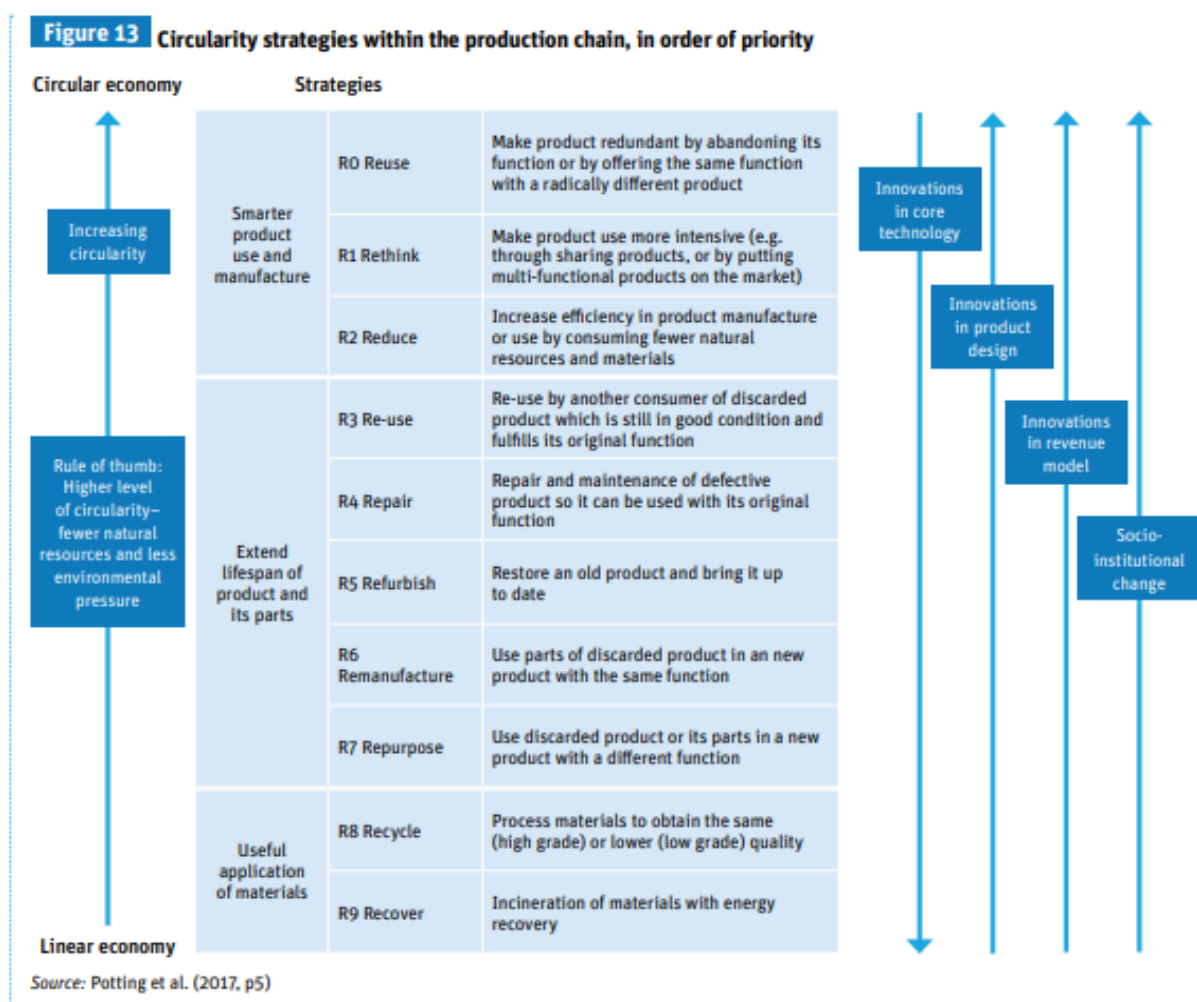 Figure 13 Circularity strategies within the production chain, in order of priority
Circular economy
Strategies
Increasing
circularity
Rule of thumb:
Higher level
of circularity–
fewer natural
resources and less
environmental
pressure
Linear economy
Smarter
product
use and
manufacture
R0 Reuse
Make product redundant by abandoning its
function or by offering the same function
with a radically different product
R1 Rethink
Make product use more intensive (e.g.
through sharing products, or by putting
multi-functional products on the market)
R2 Reduce
Increase efficiency in product manufacture
or use by consuming fewer natural
resources and materials
Extend
lifespan of
product and
its parts
R3 Re-use
Re-use by another consumer of discarded
product which is still in good condition and
fulfills its original function
R4 Repair
Repair and maintenance of defective
product so it can be used with its original
function
R5 Refurbish
Restore an old product and bring it up
to date
R6
Remanufacture
Use parts of discarded product in an new
product with the same function
R7 Repurpose
Use discarded product or its parts in a new
product with a different function
Useful
application
of materials
R8 Recycle
Process materials to obtain the same
(high grade) or lower (low grade) quality
R9 Recover
Incineration of materials with energy
recovery
Innovations
in core
technology
Innovations
in product
design
Innovations
in revenue
model
Socio-
institutional
change
Source: Potting et al. (2017, p5)